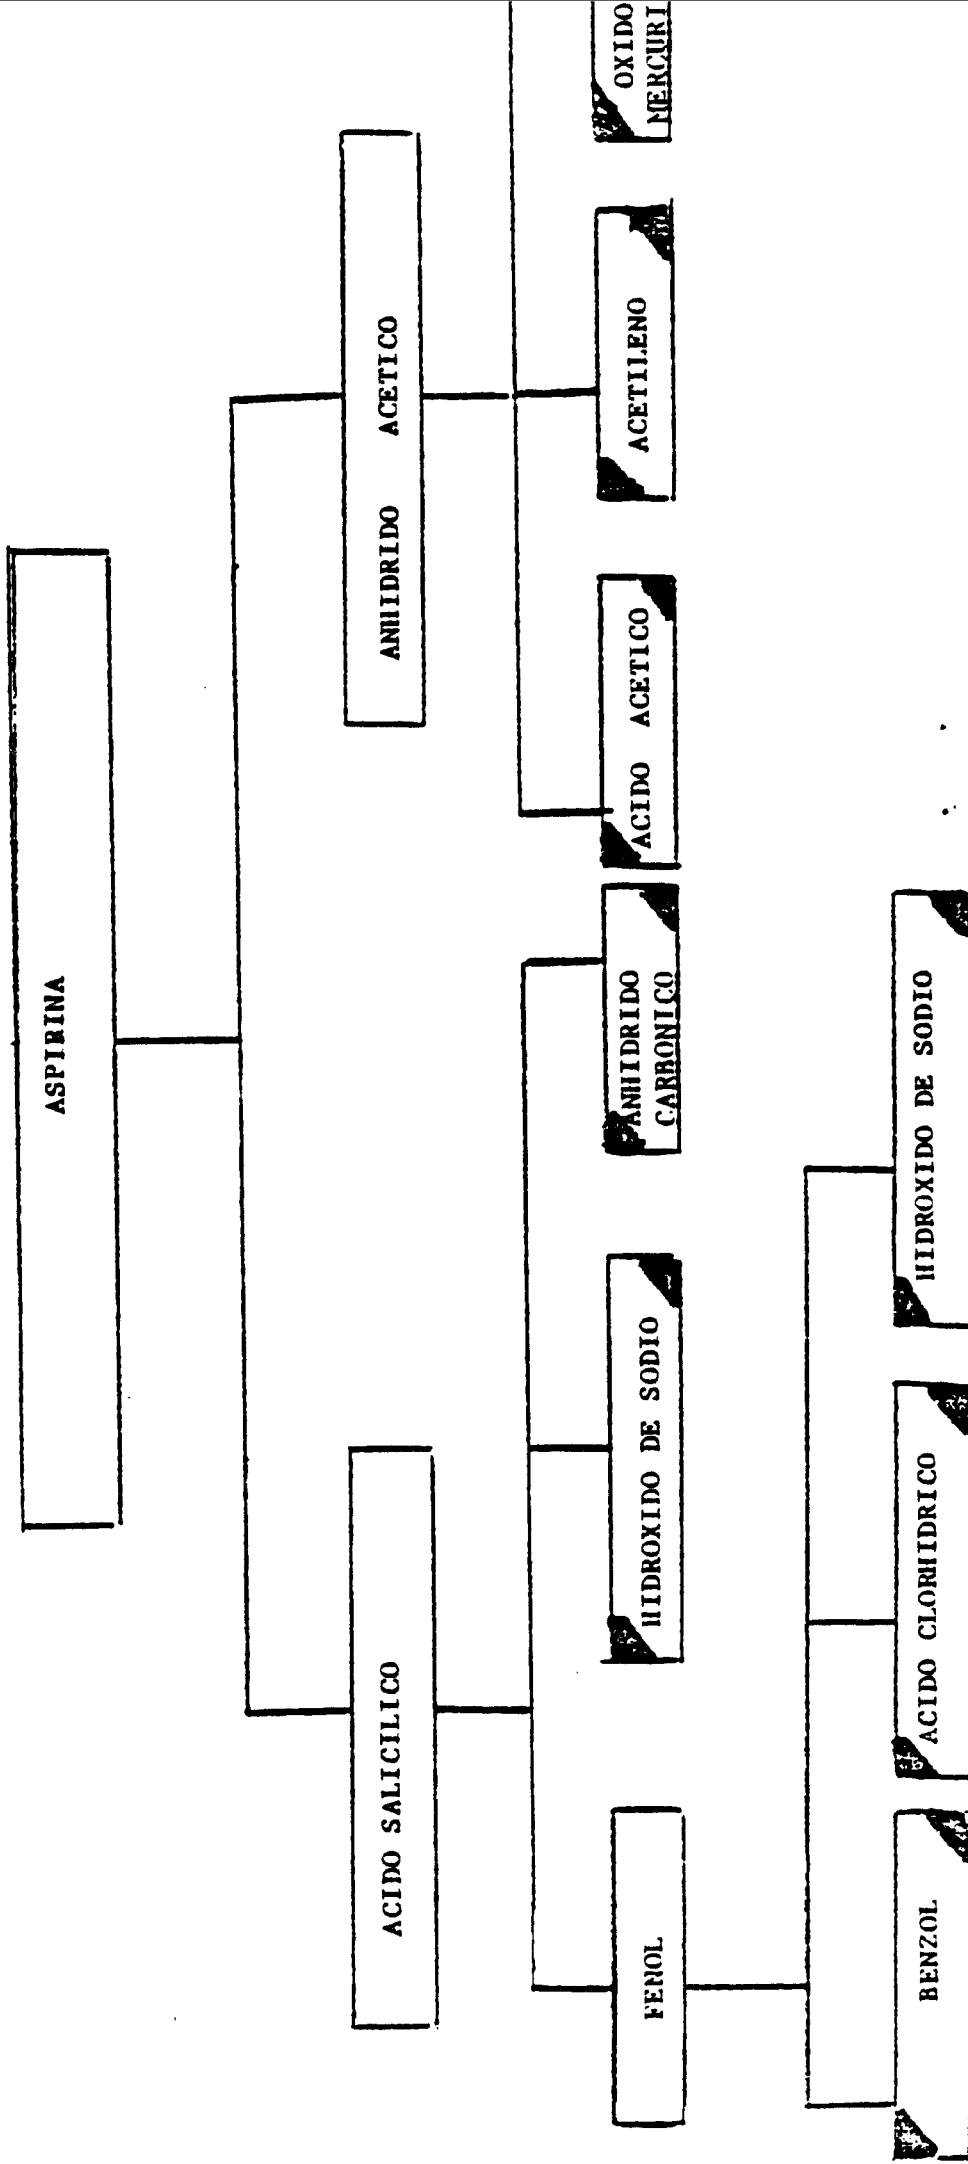 ASPIRINA
ACIDO SALICILICO
ANHIDRIDO ACETICO
FENOL
HIDROXIDO DE SODIO
ANHIDRIDO
CARBONICO
ACIDO ACETICO
ACETILENO
OXIDO
MERCURI
BENZOL
ACIDO CLORHIDRICO
HIDROXIDO DE SODIO